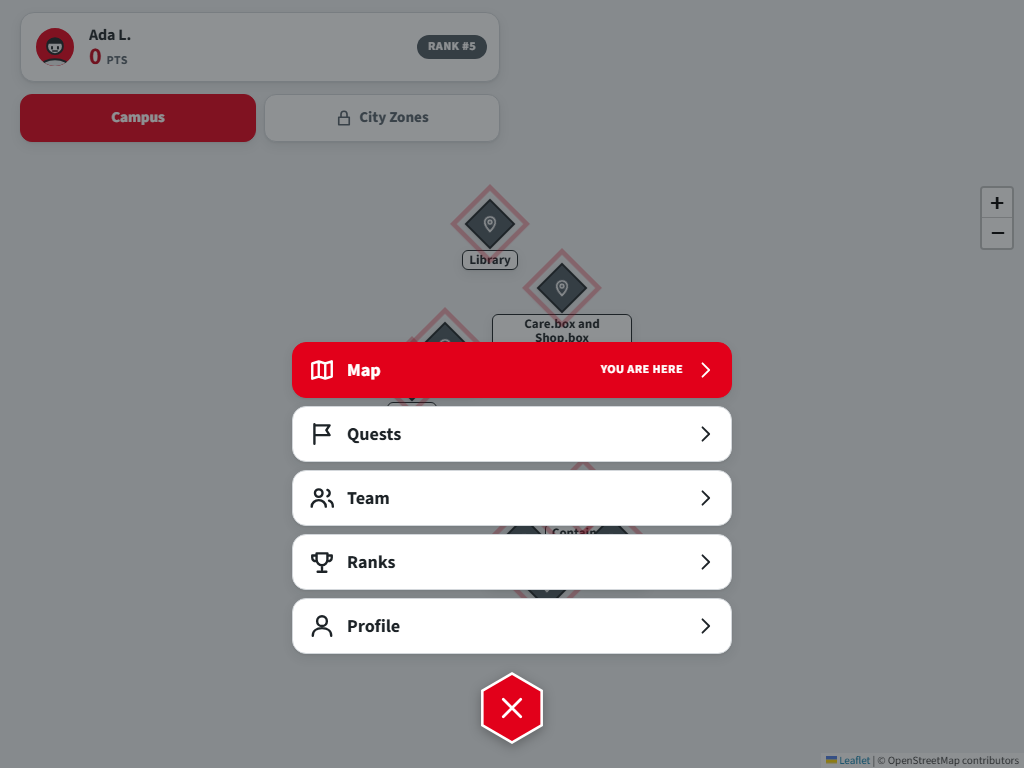 Ada L.
0 PTS
RANK #5
Campus
City Zones
+
−
Library
Care.box and
Shop.box
Map
YOU ARE HERE
Quests
Contain
Team
Ranks
Profile
Leaflet | © OpenStreetMap contributors